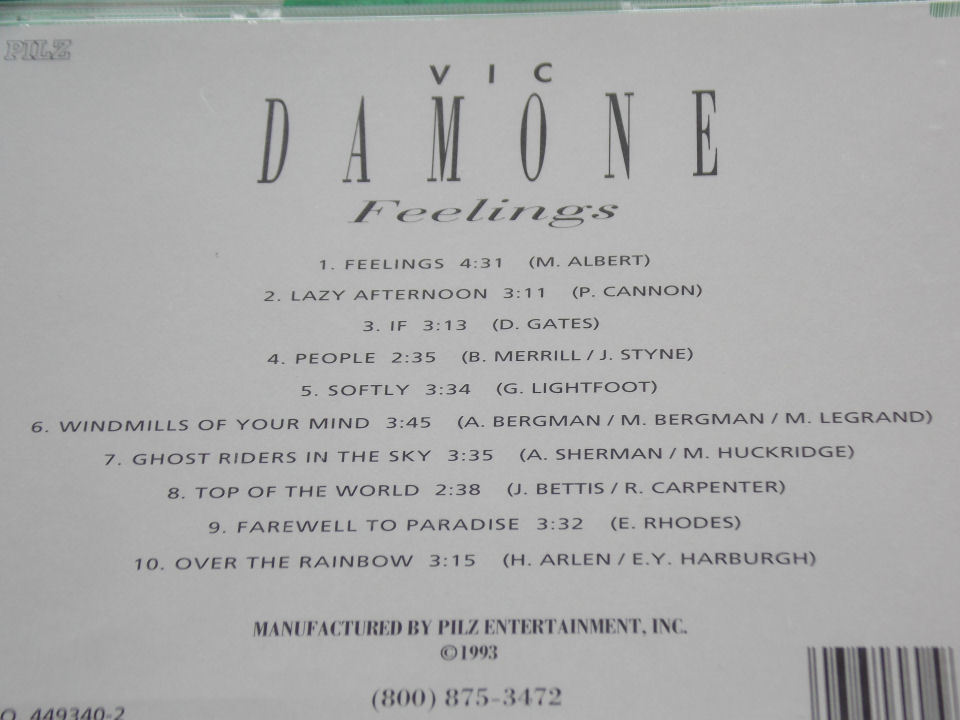 PILZ
VIC
DAMONE
Feelings
1. FEELINGS 4:31 (M. ALBERT)
2. LAZY AFTERNOON 3:11 (P. CANNON)
3. IF 3:13 (D. GATES)
4. PEOPLE 2:35 (B. MERRILL / J. STYNE)
5. SOFTLY 3:34 (G. LIGHTFOOT)
6. WINDMILLS OF YOUR MIND 3:45 (A. BERGMAN / M. BERGMAN / M. LEGRAND)
7. GHOST RIDERS IN THE SKY 3:35 (A. SHERMAN / M. HUCKRIDGE)
8. TOP OF THE WORLD 2:38 (J. BETTIS / R. CARPENTER)
9. FAREWELL TO PARADISE 3:32 (E. RHODES)
10. OVER THE RAINBOW 3:15 (H. ARLEN / E.Y. HARBURGH)
MANUFACTURED BY PILZ ENTERTAINMENT, INC.
©1993
(800) 875-3472
449340-2